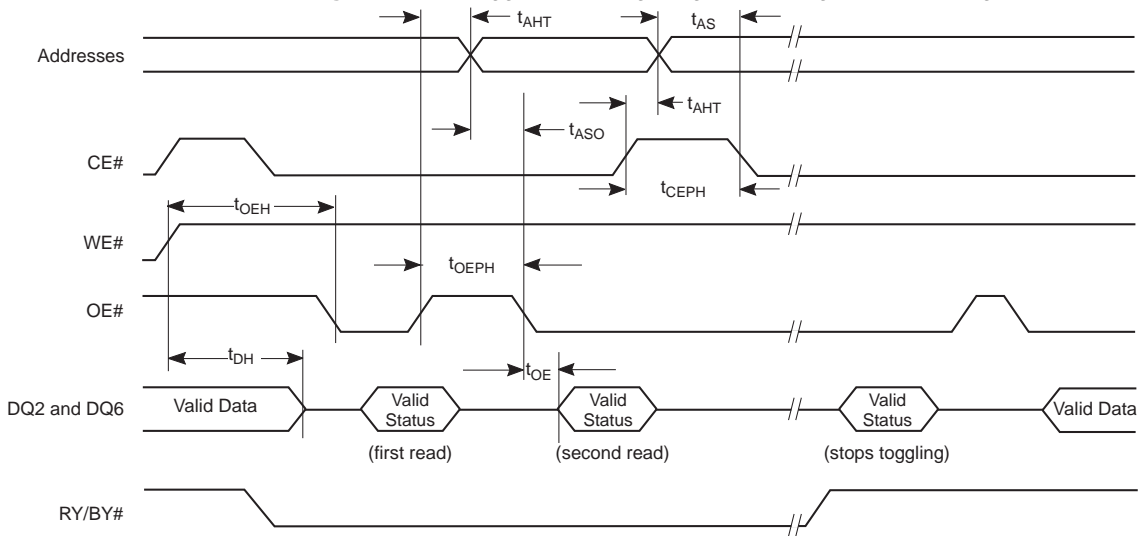 tAHT
tAS
Addresses
tAHT
tASO
CE#
tCEPH
tOEH
WE#
tOEPH
OE#
tDH
tOE
DQ2 and DQ6
Valid Data
Valid
Status
Valid
Status
Valid
Status
Valid Data
(first read)
(second read)
(stops toggling)
RY/BY#